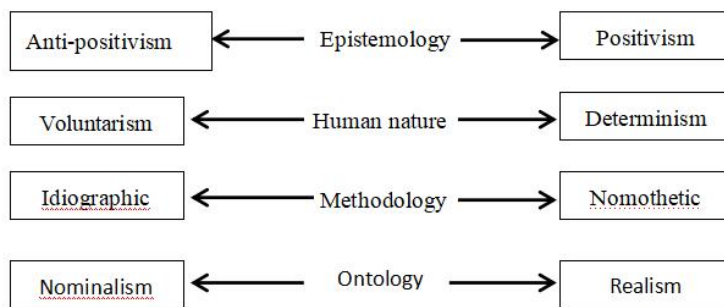 Anti-positivism Epistemology Positivism
Voluntarism Human nature Determinism
Idiographic Methodology Nomothetic
Nominalism Ontology Realism